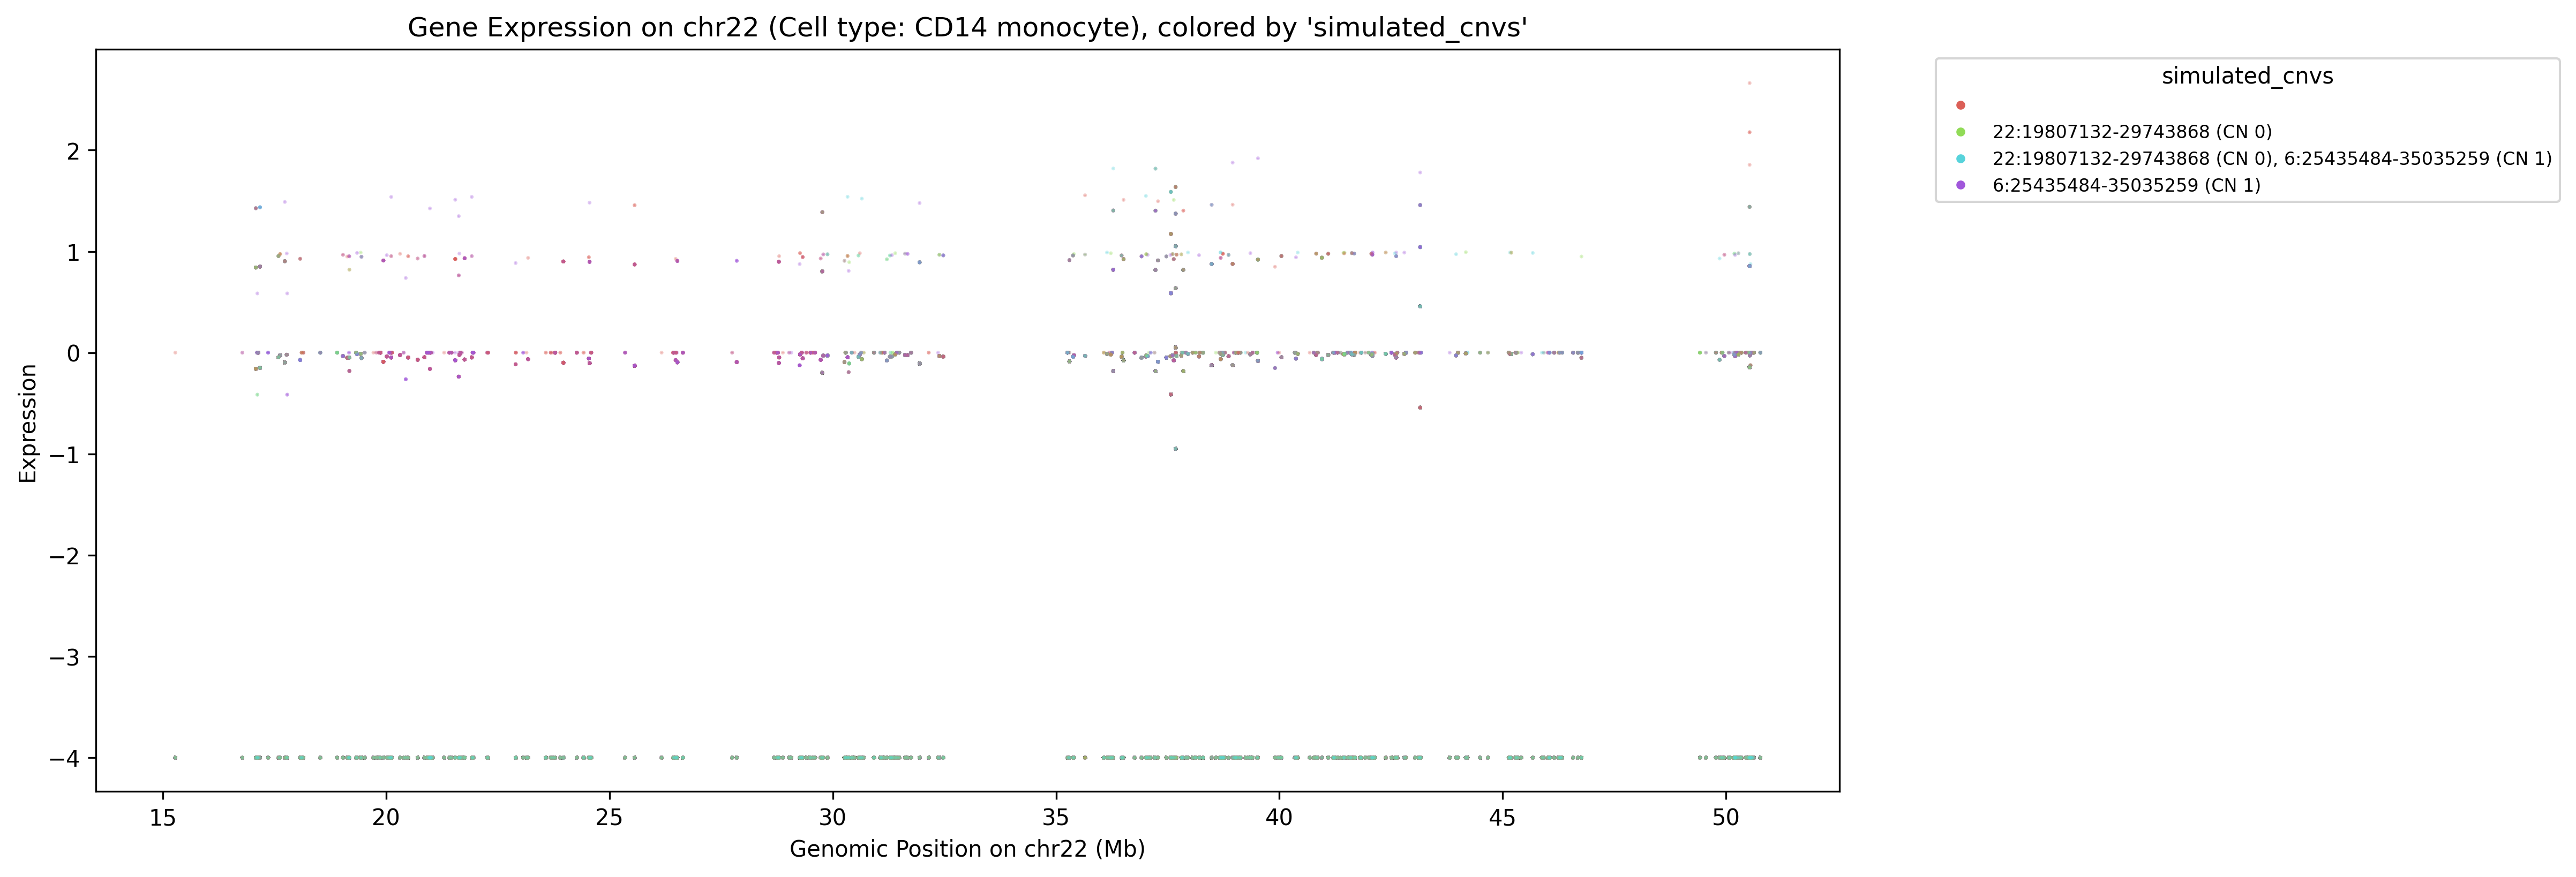 Gene Expression on chr22 (Cell type: CD14 monocyte), colored by 'simulated_cnvs'
simulated_cnvs
22:19807132-29743868 (CN 0)
22:19807132-29743868 (CN 0), 6:25435484-35035259 (CN 1)
6:25435484-35035259 (CN 1)
Expression
2
1
0
−1
−2
−3
−4
15
20
25
30
35
40
45
50
Genomic Position on chr22 (Mb)